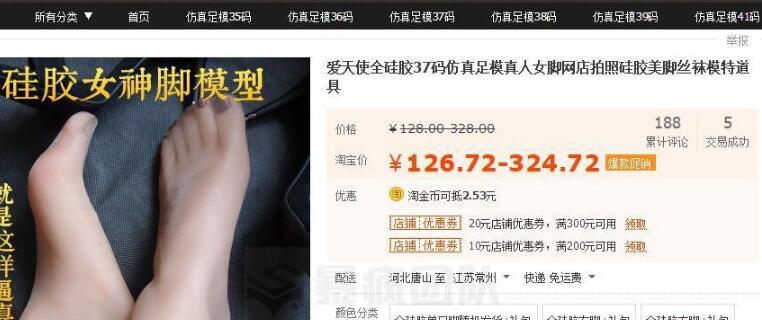 所有分类 ▼ 首页 仿真足模35码 仿真足模36码 仿真足模37码 仿真足模38码 仿真足模39码 仿真足模41码
举报
硅胶女神脚模型
就是这样逼真
爱天使全硅胶37码仿真足模真人女脚网店拍照硅胶美脚丝袜模特道
具
价格 ¥128.00-328.00
188 5
累计评论 交易成功
淘宝价 ¥126.72-324.72 爆款促销
优惠 淘 淘金币可抵2.53元
店铺优惠券 20元店铺优惠券，满300元可用 领取
店铺优惠券 10元店铺优惠券，满200元可用 领取
配送 河北唐山 至 江苏常州 快递 免运费
暴疯团队
颜色分类